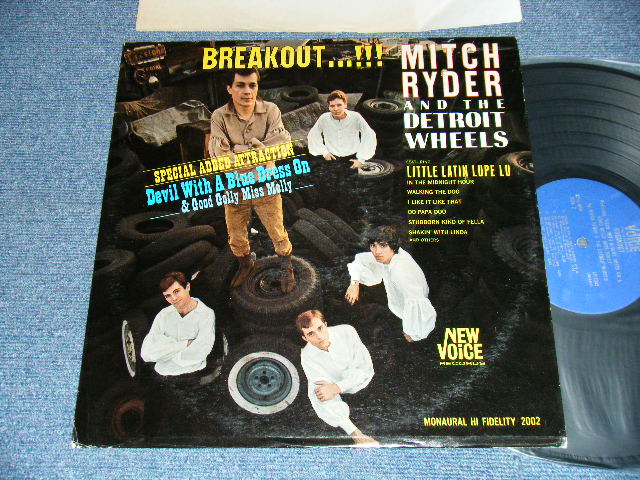 BREAKOUT...!!!
MITCH
RYDER
AND THE
DETROIT
WHEELS
SPECIAL ADDED ATTRACTION
Devil With A Blue Dress On
& Good Golly Miss Molly
FEATURING
LITTLE LATIN LUPE LU
IN THE MIDNIGHT HOUR
WALKING THE DOG
I LIKE IT LIKE THAT
OO PAPA DOO
STUBBORN KIND OF FELLA
SHAKIN' WITH LINDA
...AND OTHERS
NEW
VOICE
RECORDS
MONAURAL HI FIDELITY 2002